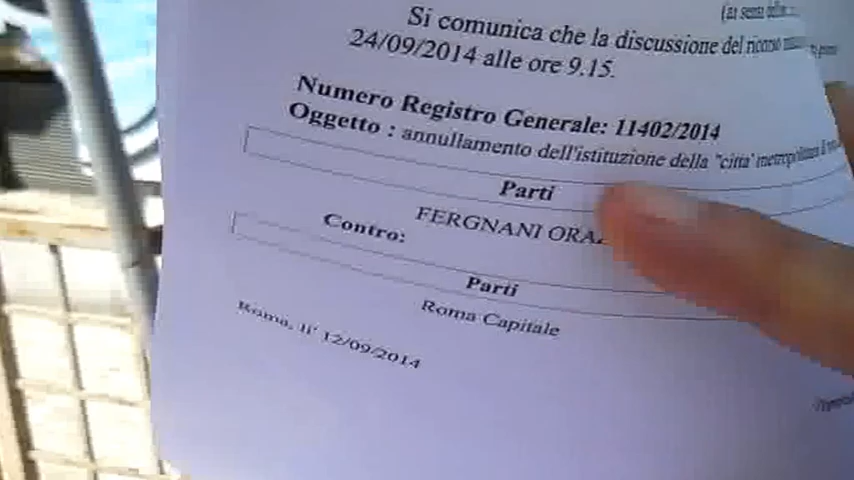 Si comunica che la discussione del ricorso
24/09/2014 alle ore 9.15.
Numero Registro Generale: 11402/2014
Oggetto : annullamento dell'istituzione della "citta' metropolitana
Parti
FERGNANI
Contro:
Parti
Roma Capitale
Roma, li' 12/09/2014